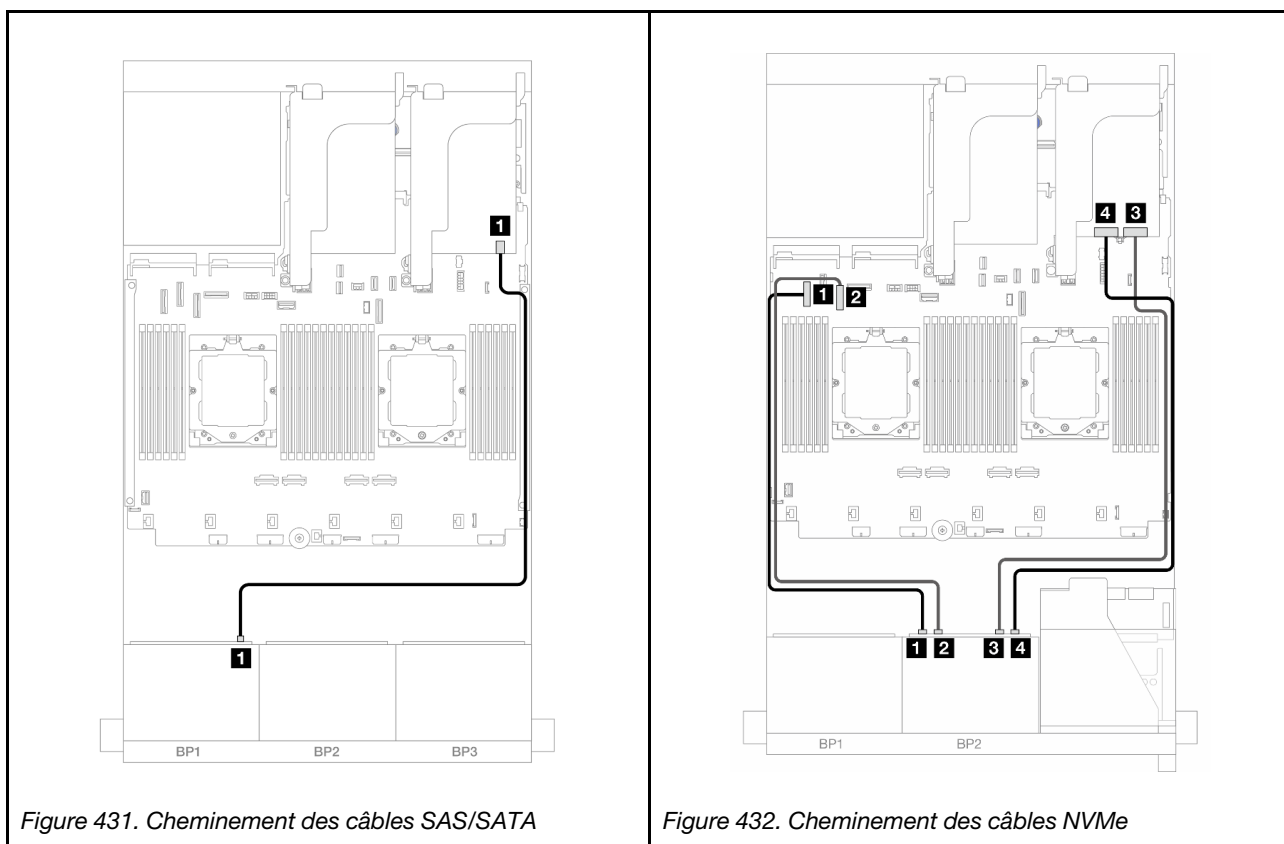 1
1
BP1
BP2
BP3
Figure 431. Cheminement des câbles SAS/SATA
4
3
1
2
1
2
3
4
BP1
BP2
Figure 432. Cheminement des câbles NVMe